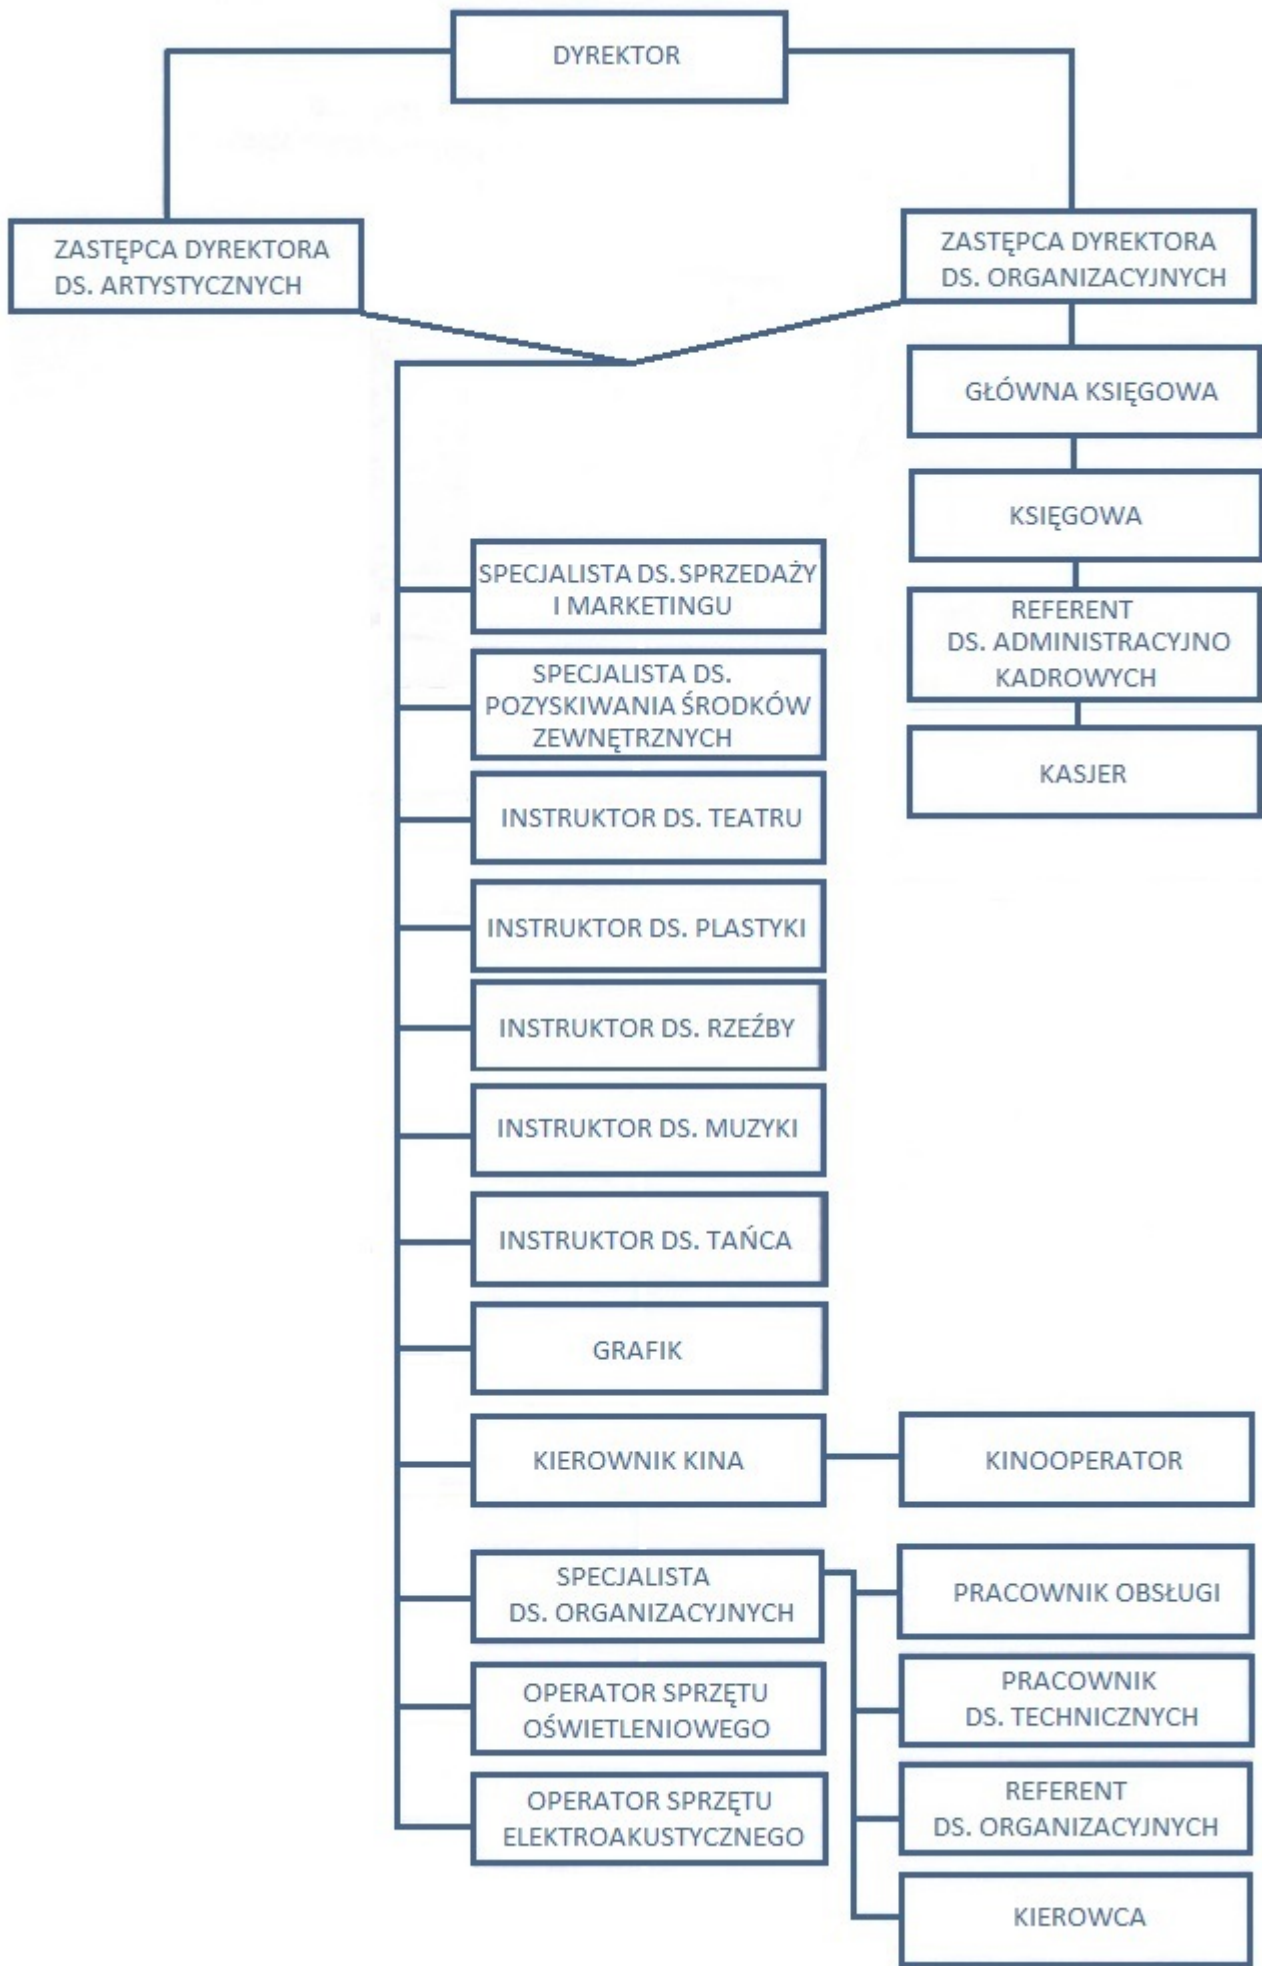 DYREKTOR
ZASTĘPCA DYREKTORA
DS. ARTYSTYCZNYCH
ZASTĘPCA DYREKTORA
DS. ORGANIZACYJNYCH
GŁÓWNA KSIĘGOWA
KSIĘGOWA
REFERENT
DS. ADMINISTRACYJNO
KADROWYCH
KASJER
SPECJALISTA DS. SPRZEDAŻY
I MARKETINGU
SPECJALISTA DS.
POZYSKIWANIA ŚRODKÓW
ZEWNĘTRZNYCH
INSTRUKTOR DS. TEATRU
INSTRUKTOR DS. PLASTYKI
INSTRUKTOR DS. RZEŹBY
INSTRUKTOR DS. MUZYKI
INSTRUKTOR DS. TAŃCA
GRAFIK
KIEROWNIK KINA
KINOOPERATOR
SPECJALISTA
DS. ORGANIZACYJNYCH
PRACOWNIK OBSŁUGI
PRACOWNIK
DS. TECHNICZNYCH
REFERENT
DS. ORGANIZACYJNYCH
KIEROWCA
OPERATOR SPRZĘTU
OŚWIETLENIOWEGO
OPERATOR SPRZĘTU
ELEKTROAKUSTYCZNEGO